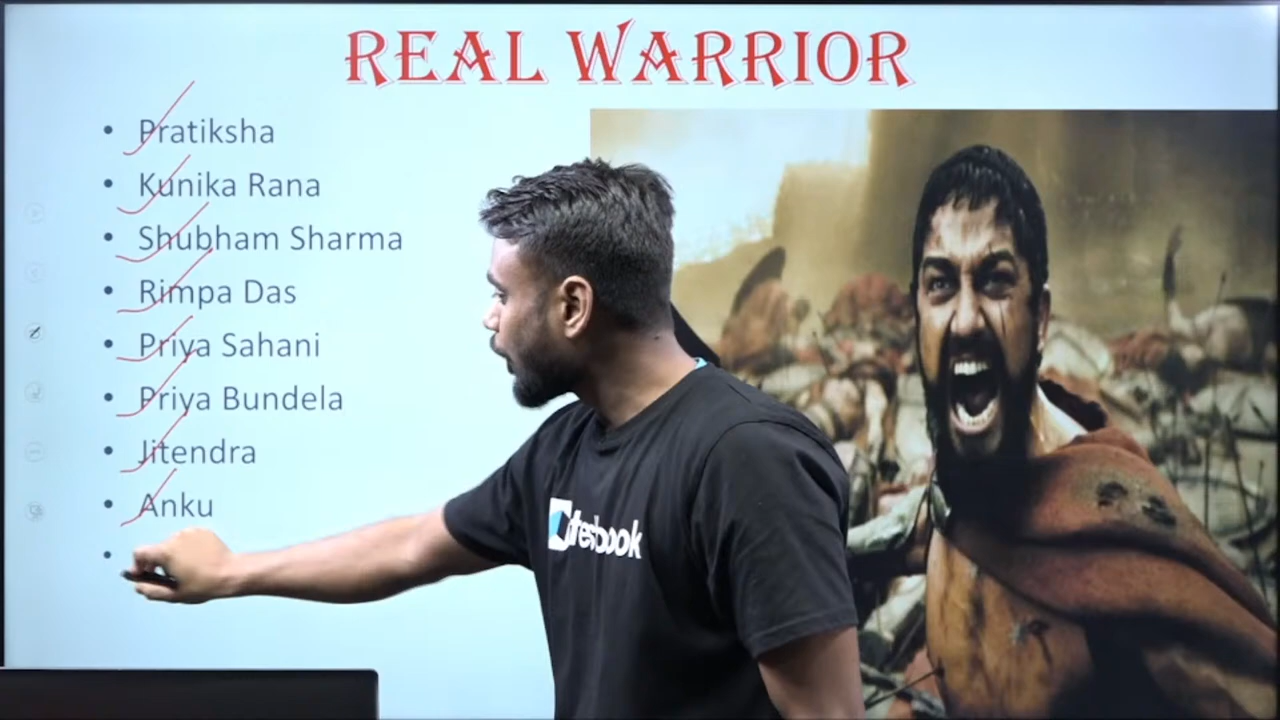 REAL WARRIOR
• Pratiksha
• Kunika Rana
• Shubham Sharma
• Rimpa Das
• Priya Sahani
• Priya Bundela
• Jitendra
• Anku
•
testbook